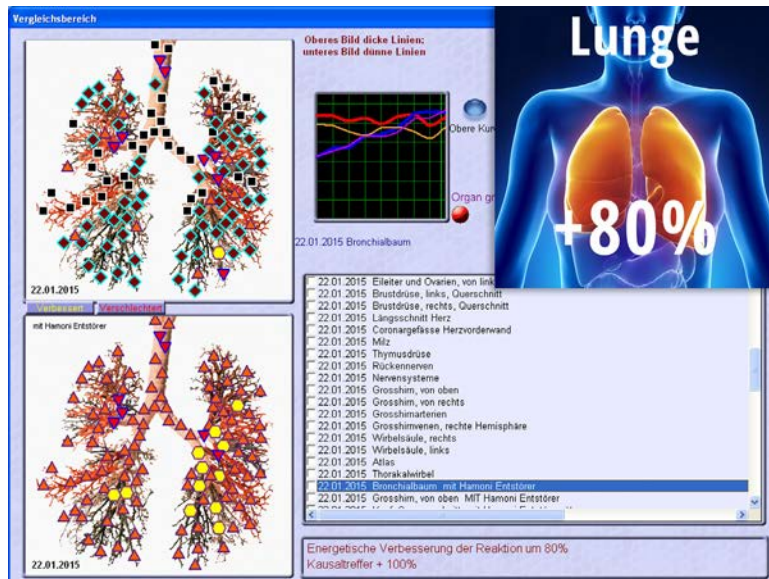 Vergleichsbereich
Oberes Bild dicke Linien;
unteres Bild dünne Linien
Lunge
+80%
Obere Kur
Organ gr
22.01.2015 Bronchialbaum
22.01.2015
Verbessert
Verschlechtert
mit Hamoni Entstörer
22.01.2015
22.01.2015 Eileiter und Ovarien, von link
22.01.2015 Brustdrüse, links, Querschnitt
22.01.2015 Brustdrüse, rechts, Querschnitt
22.01.2015 Längsschnitt Herz
22.01.2015 Coronargefässe Herzvorderwand
22.01.2015 Milz
22.01.2015 Thymusdrüse
22.01.2015 Rückennerven
22.01.2015 Nervensysteme
22.01.2015 Grosshirn, von oben
22.01.2015 Grosshirn, von rechts
22.01.2015 Grosshirnarterien
22.01.2015 Grosshirnvenen, rechte Hemisphäre
22.01.2015 Wirbelsäule, rechts
22.01.2015 Wirbelsäule, links
22.01.2015 Atlas
22.01.2015 Thorakalwirbel
22.01.2015 Bronchialbaum mit Hamoni Entstörer
22.01.2015 Grosshirn, von oben MIT Hamoni Entstörer
Energetische Verbesserung der Reaktion um 80%
Kausaltreffer + 100%